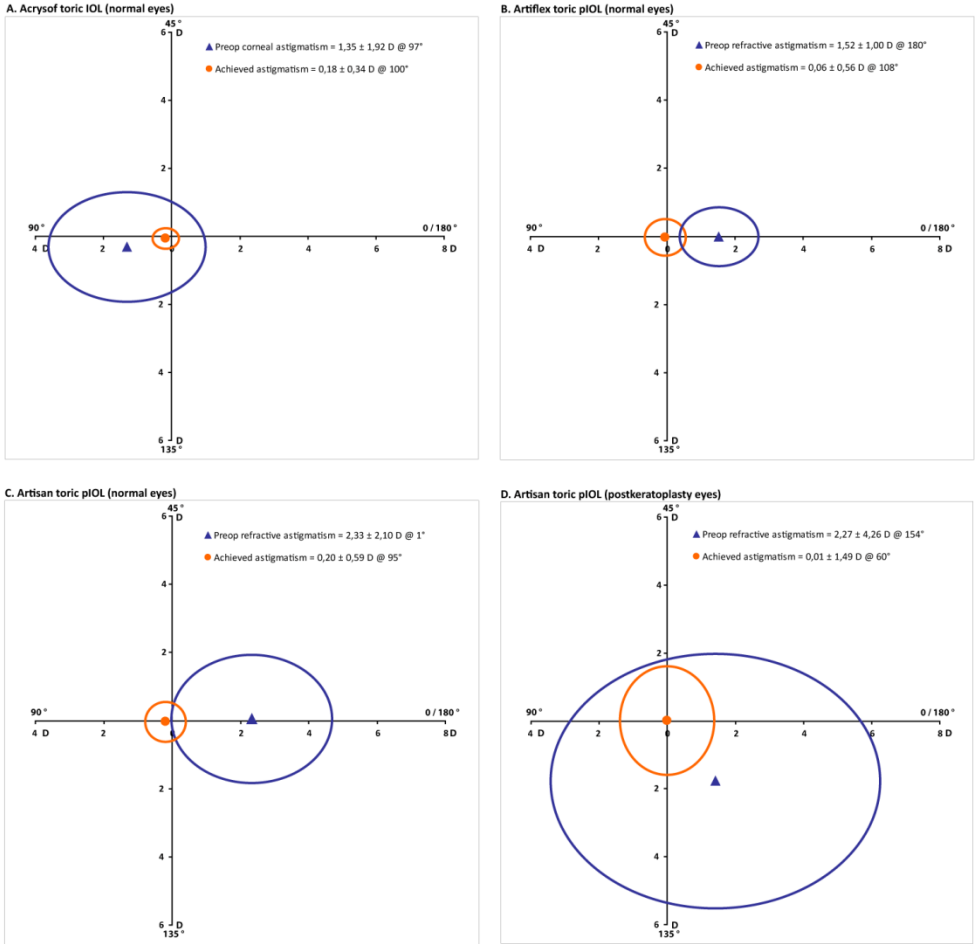 A. Acrysof toric IOL (normal eyes)
45°
6 D
Preop corneal astigmatism = 1,35 ± 1,92 D @ 97°
Achieved astigmatism = 0,18 ± 0,34 D @ 100°
4
2
90° 0/180°
4 D 2 0 2 4 6 8 D
2
4
6 D
135°
B. Artiflex toric pIOL (normal eyes)
45°
6 D
Preop refractive astigmatism = 1,52 ± 1,00 D @ 180°
Achieved astigmatism = 0,06 ± 0,56 D @ 108°
4
2
90° 0/180°
4 D 2 0 2 4 6 8 D
2
4
6 D
135°
C. Artisan toric pIOL (normal eyes)
45°
6 D
Preop refractive astigmatism = 2,33 ± 2,10 D @ 1°
Achieved astigmatism = 0,20 ± 0,59 D @ 95°
4
2
90° 0/180°
4 D 2 0 2 4 6 8D
2
4
6 D
135°
D. Artisan toric pIOL (postkeratoplasty eyes)
45°
6 D
Preop refractive astigmatism = 2,27 ± 4,26 D @ 154°
Achieved astigmatism = 0,01 ± 1,49 D @ 60°
4
2
90° 0/180°
4 D 2 0 2 4 6 8 D
2
4
6 D
135°